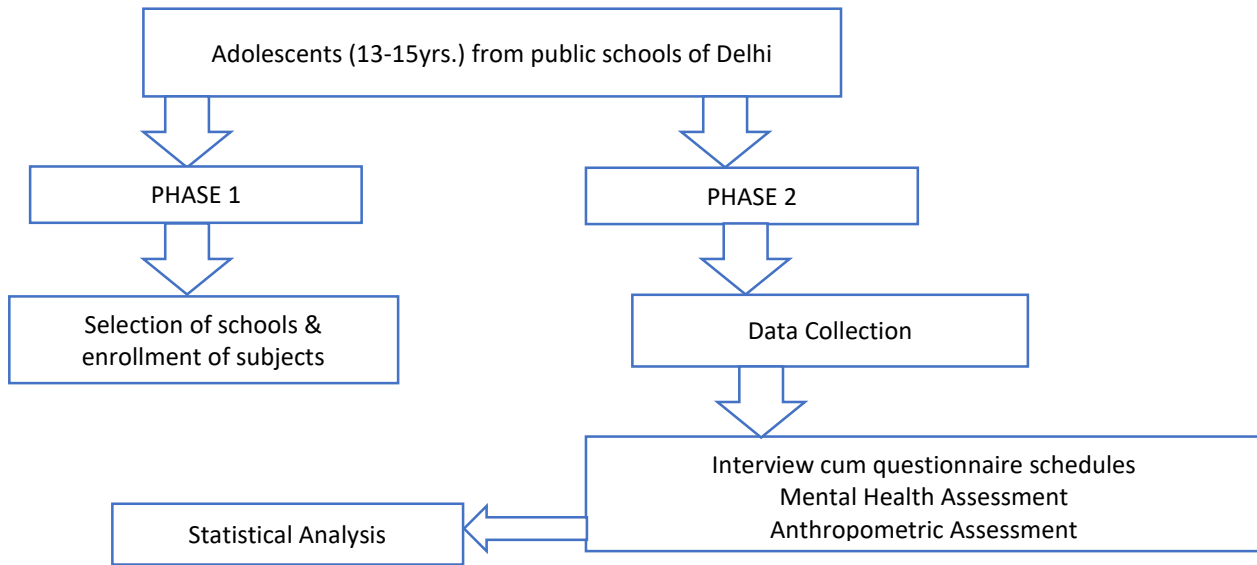 Adolescents (13-15yrs.) from public schools of Delhi
PHASE 1
PHASE 2
Selection of schools &
enrollment of subjects
Data Collection
Interview cum questionnaire schedules
Mental Health Assessment
Anthropometric Assessment
Statistical Analysis